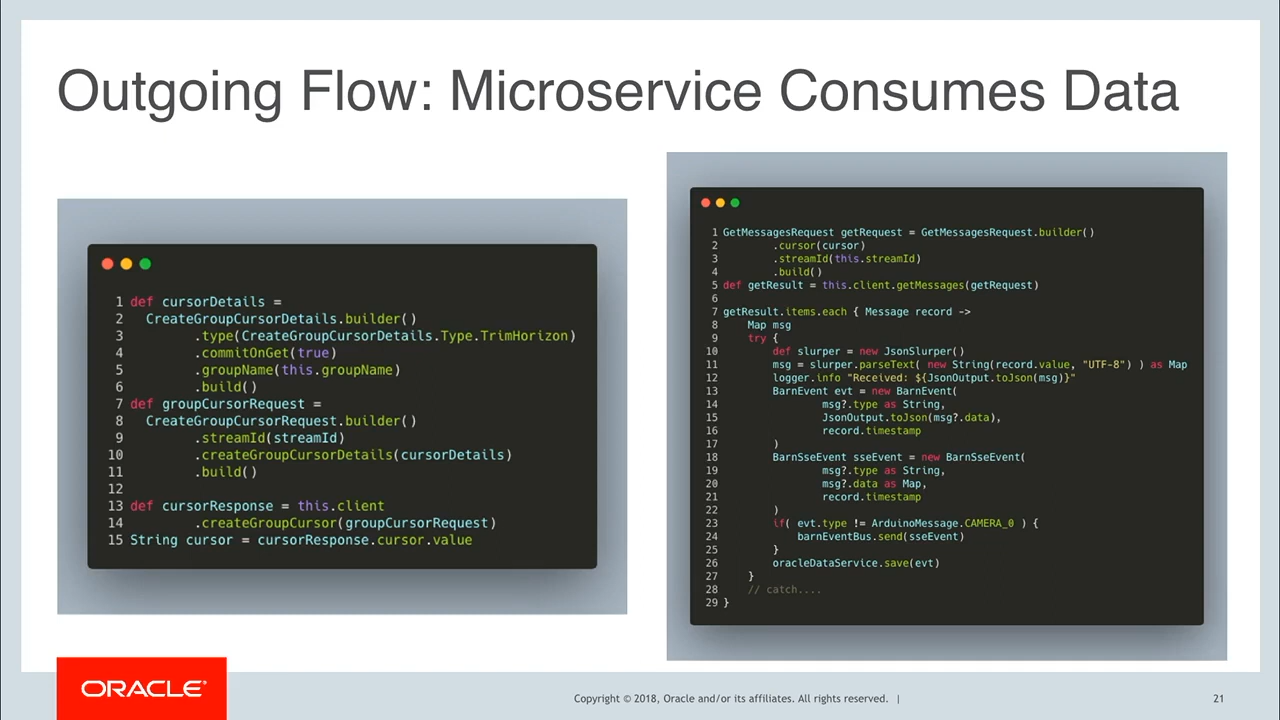 Outgoing Flow: Microservice Consumes Data
1 def cursorDetails =
2   CreateGroupCursorDetails.builder()
3         .type(CreateGroupCursorDetails.Type.TrimHorizon)
4         .commitOnGet(true)
5         .groupName(this.groupName)
6         .build()
7 def groupCursorRequest =
8   CreateGroupCursorRequest.builder()
9         .streamId(streamId)
10         .createGroupCursorDetails(cursorDetails)
11         .build()
12
13 def cursorResponse = this.client
14         .createGroupCursor(groupCursorRequest)
15 String cursor = cursorResponse.cursor.value
1 GetMessagesRequest getRequest = GetMessagesRequest.builder()
2         .cursor(cursor)
3         .streamId(this.streamId)
4         .build()
5 def getResult = this.client.getMessages(getRequest)
6
7 getResult.items.each { Message record ->
8     Map msg
9     try {
10         def slurper = new JsonSlurper()
11         msg = slurper.parseText( new String(record.value, "UTF-8") ) as Map
12         logger.info "Received: ${JsonOutput.toJson(msg)}"
13         BarnEvent evt = new BarnEvent(
14                 msg?.type as String,
15                 JsonOutput.toJson(msg?.data),
16                 record.timestamp
17         )
18         BarnSseEvent sseEvent = new BarnSseEvent(
19                 msg?.type as String,
20                 msg?.data as Map,
21                 record.timestamp
22         )
23         if( evt.type != ArduinoMessage.CAMERA_0 ) {
24             barnEventBus.send(sseEvent)
25         }
26         oracleDataService.save(evt)
27     }
28     // catch....
29 }
ORACLE®
Copyright © 2018, Oracle and/or its affiliates. All rights reserved. |
21